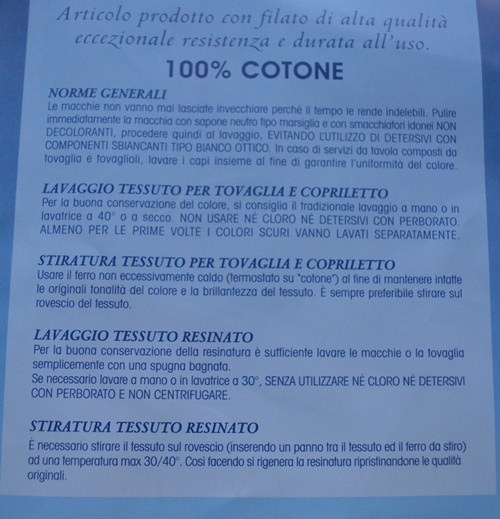 Articolo prodotto con filato di alta qualità
eccezionale resistenza e durata all'uso.
100% COTONE
NORME GENERALI
Le macchie non vanno mai lasciate invecchiare perché il tempo le rende indelebili. Pulire
immediatamente la macchia con sapone neutro tipo marsiglia e con smacchiatori idonei NON
DECOLORANTI, procedere quindi al lavaggio, EVITANDO L'UTILIZZO DI DETERSIVI CON
COMPONENTI SBIANCANTI TIPO BIANCO OTTICO. In caso di servizi da tavola composti da
tovaglia e tovaglioli, lavare i capi insieme al fine di garantire l'uniformità del colore.
LAVAGGIO TESSUTO PER TOVAGLIA E COPRILETTO
Per la buona conservazione del colore, si consiglia il tradizionale lavaggio a mano o in
lavatrice a 40° o a secco. NON USARE NÉ CLORO NÉ DETERSIVI CON PERBORATO.
ALMENO PER LE PRIME VOLTE I COLORI SCURI VANNO LAVATI SEPARATAMENTE.
STIRATURA TESSUTO PER TOVAGLIA E COPRILETTO
Usare il ferro non eccessivamente caldo (termostato su "cotone") al fine di mantenere intatte
le originali tonalità del colore e la brillantezza del tessuto. È sempre preferibile stirare sul
rovescio del tessuto.
LAVAGGIO TESSUTO RESINATO
Per la buona conservazione della resinatura è sufficiente lavare le macchie o la tovaglia
semplicemente con una spugna bagnata.
Se necessario lavare a mano o in lavatrice a 30°, SENZA UTILIZZARE NÉ CLORO NÉ DETERSIVI
CON PERBORATO E NON CENTRIFUGARE.
STIRATURA TESSUTO RESINATO
È necessario stirare il tessuto sul rovescio (inserendo un panno tra il tessuto ed il ferro da stiro)
ad una temperatura max 30/40°. Così facendo si rigenera la resinatura ripristinandone le qualità
originali.